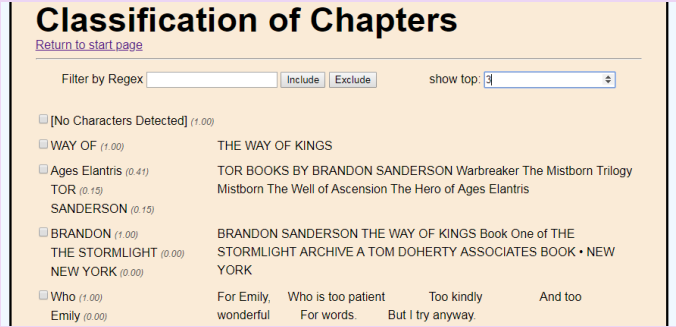 Classification of Chapters
Return to start page
Filter by Regex Include Exclude show top: 3
[No Characters Detected] (1.00)
WAY OF (1.00) THE WAY OF KINGS
Ages Elantris (0.41) TOR BOOKS BY BRANDON SANDERSON Warbreaker The Mistborn Trilogy
TOR (0.15) Mistborn The Well of Ascension The Hero of Ages Elantris
SANDERSON (0.15)
BRANDON (1.00) BRANDON SANDERSON THE WAY OF KINGS Book One of THE
THE STORMLIGHT (0.00) STORMLIGHT ARCHIVE A TOM DOHERTY ASSOCIATES BOOK • NEW
NEW YORK (0.00) YORK
Who (1.00) For Emily, Who is too patient Too kindly And too
Emily (0.00) wonderful For words. But I try anyway.